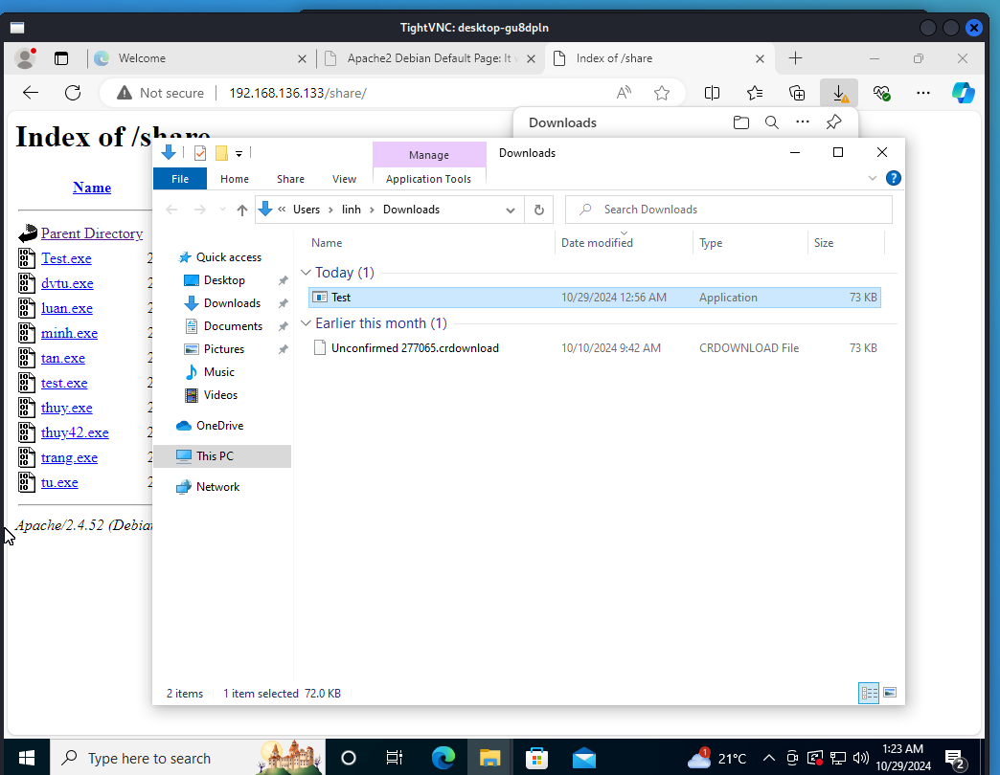 TightVNC: desktop-gu8dpln
Welcome
Apache2 Debian Default Page: It
Index of /share
Not secure
192.168.136.133/share/
Downloads
Index of /share
Name
Parent Directory
Test.exe 2
dvtu.exe 2
luan.exe 2
minh.exe 2
tan.exe 2
test.exe 2
thuy.exe 2
thuy42.exe 2
trang.exe 2
tu.exe 2
Apache/2.4.52 (Debian
Manage
Downloads
File Home Share View Application Tools
« Users › linh › Downloads
Search Downloads
Name Date modified Type Size
Quick access
Desktop
Downloads
Documents
Pictures
Music
Videos
OneDrive
This PC
Network
Today (1)
Test 10/29/2024 12:56 AM Application 73 KB
Earlier this month (1)
Unconfirmed 277065.crdownload 10/10/2024 9:42 AM CRDOWNLOAD File 73 KB
2 items 1 item selected 72.0 KB
Type here to search
1
21°C
1:23 AM
10/29/2024
2